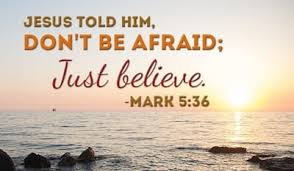 JESUS TOLD HIM,
DON'T BE AFRAID;
Just believe.
-MARK 5:36